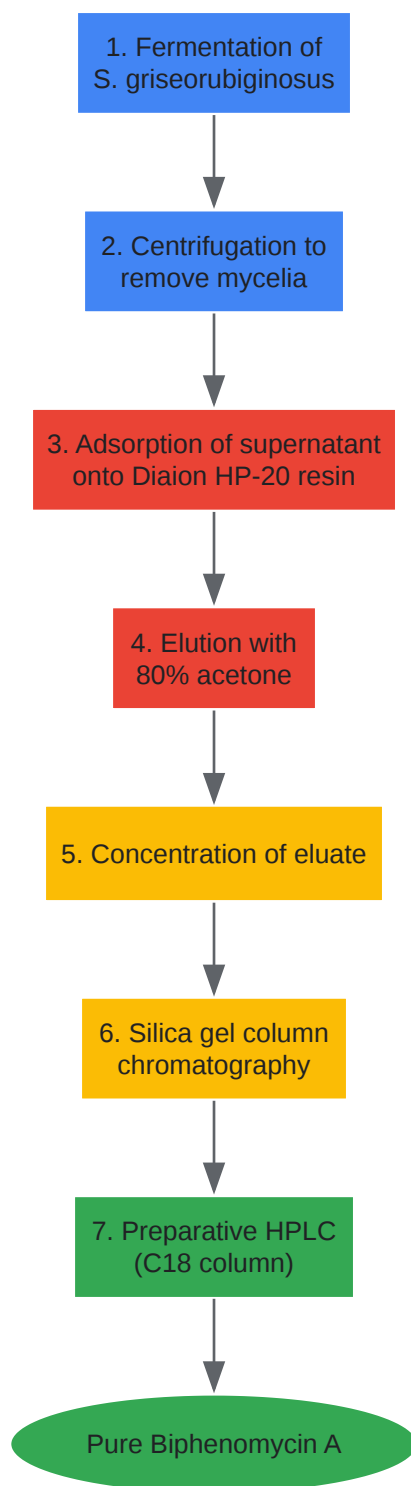 1. Fermentation of
S. griseorubiginosus
2. Centrifugation to
remove mycelia
3. Adsorption of supernatant
onto Diaion HP-20 resin
4. Elution with
80% acetone
5. Concentration of eluate
6. Silica gel column
chromatography
7. Preparative HPLC
(C18 column)
Pure Biphenomycin A